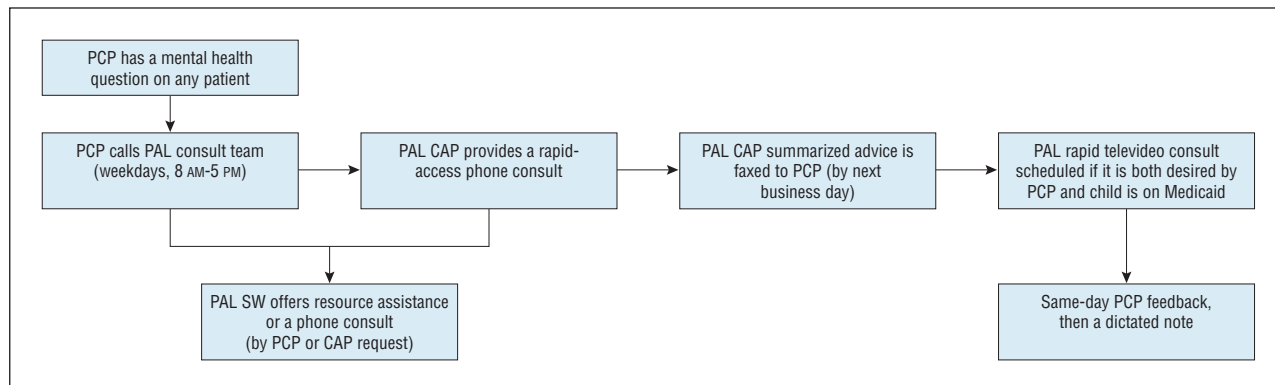 PCP has a mental health
question on any patient
PCP calls PAL consult team
(weekdays, 8 AM-5 PM)
PAL CAP provides a rapid-
access phone consult
PAL CAP summarized advice is
faxed to PCP (by next
business day)
PAL rapid televideo consult
scheduled if it is both desired by
PCP and child is on Medicaid
PAL SW offers resource assistance
or a phone consult
(by PCP or CAP request)
Same-day PCP feedback,
then a dictated note